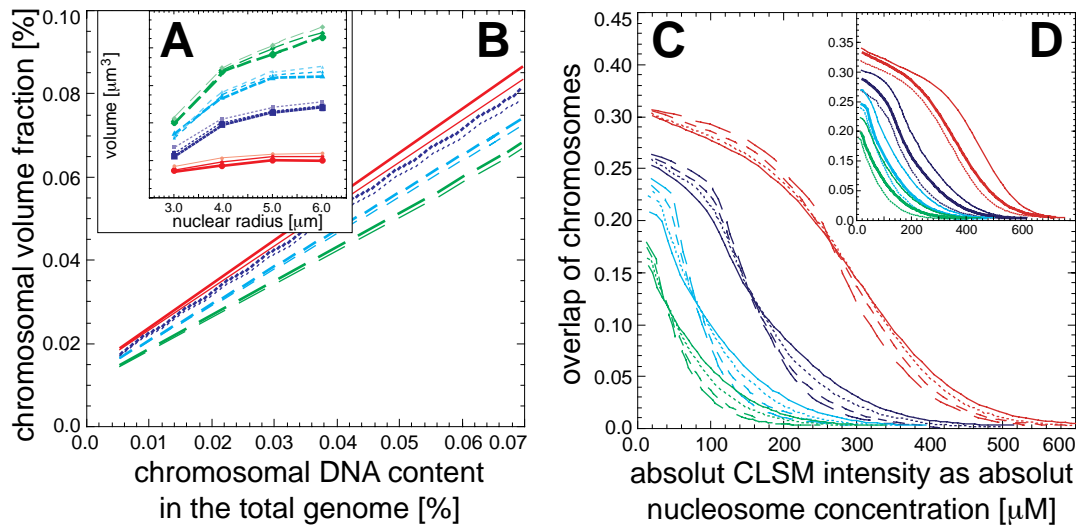 A
B
chromosomal volume fraction [%]
0.10
0.08
0.06
0.04
0.02
0.0
volume [µm³]
3.0 4.0 5.0 6.0
nuclear radius [µm]
0.0 0.01 0.02 0.03 0.04 0.05 0.06 0.07
chromosomal DNA content
in the total genome [%]
C
D
overlap of chromosomes
0.45
0.40
0.35
0.30
0.25
0.20
0.15
0.10
0.05
0.0
0.35
0.30
0.25
0.20
0.15
0.10
0.05
0.0
0 200 400 600
0 100 200 300 400 500 600
absolut CLSM intensity as absolut
nucleosome concentration [µM]